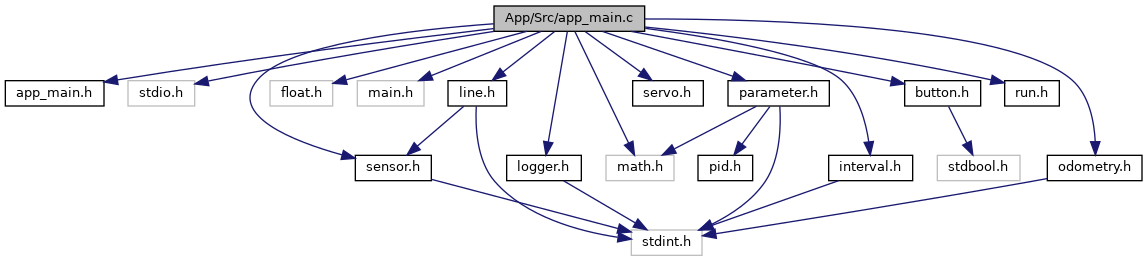 App/Src/app_main.c
app_main.h
stdio.h
float.h
main.h
line.h
servo.h
parameter.h
button.h
run.h
sensor.h
logger.h
math.h
pid.h
interval.h
stdbool.h
odometry.h
stdint.h